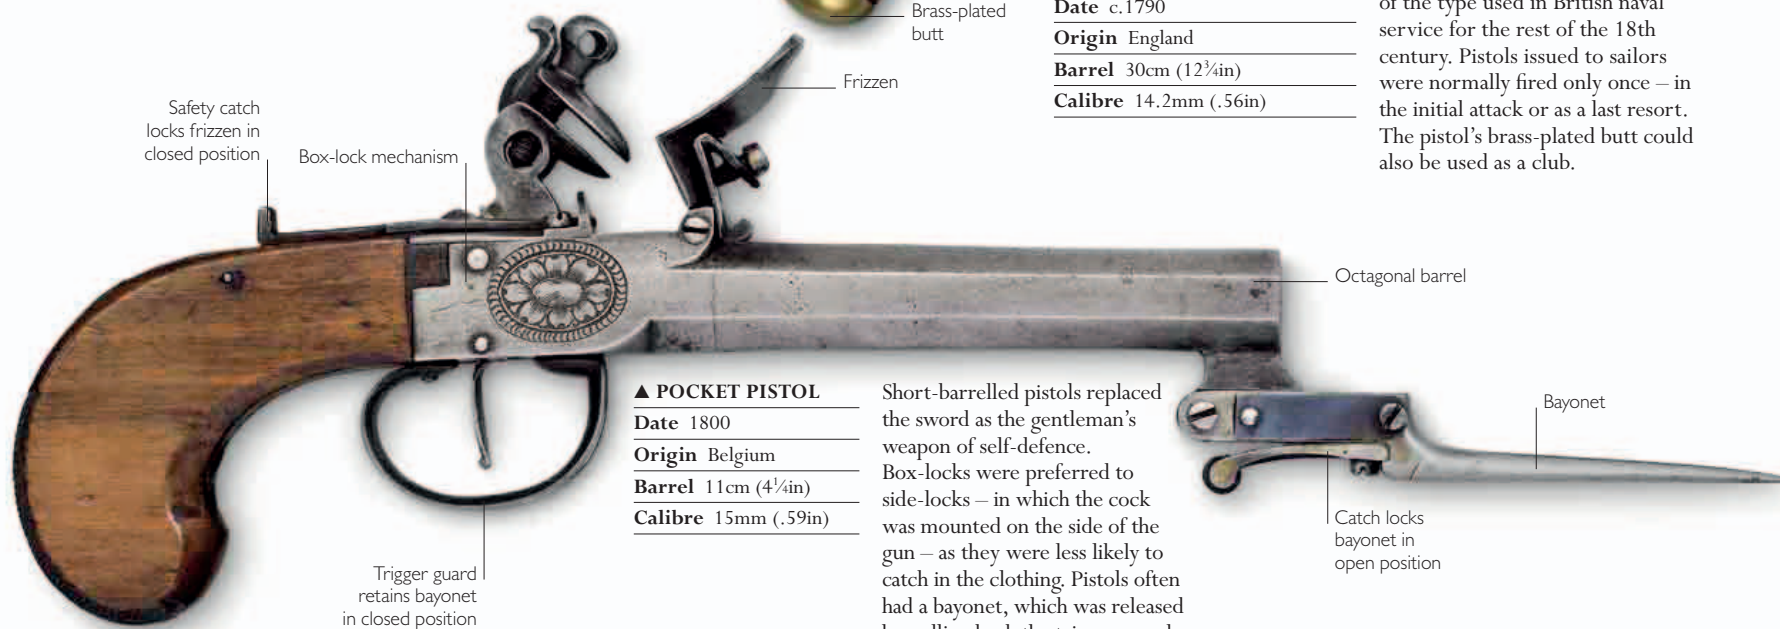 Brass-plated
butt
Date c.1790
Origin England
Barrel 30cm (12¾in)
Calibre 14.2mm (.56in)
of the type used in British naval
service for the rest of the 18th
century. Pistols issued to sailors
were normally fired only once – in
the initial attack or as a last resort.
The pistol's brass-plated butt could
also be used as a club.
Frizzen
Safety catch
locks frizzen in
closed position
Box-lock mechanism
Octagonal barrel
▲ POCKET PISTOL
Date 1800
Origin Belgium
Barrel 11cm (4¼in)
Calibre 15mm (.59in)
Short-barrelled pistols replaced
the sword as the gentleman's
weapon of self-defence.
Box-locks were preferred to
side-locks – in which the cock
was mounted on the side of the
gun – as they were less likely to
catch in the clothing. Pistols often
had a bayonet, which was released
Bayonet
Catch locks
bayonet in
open position
Trigger guard
retains bayonet
in closed position